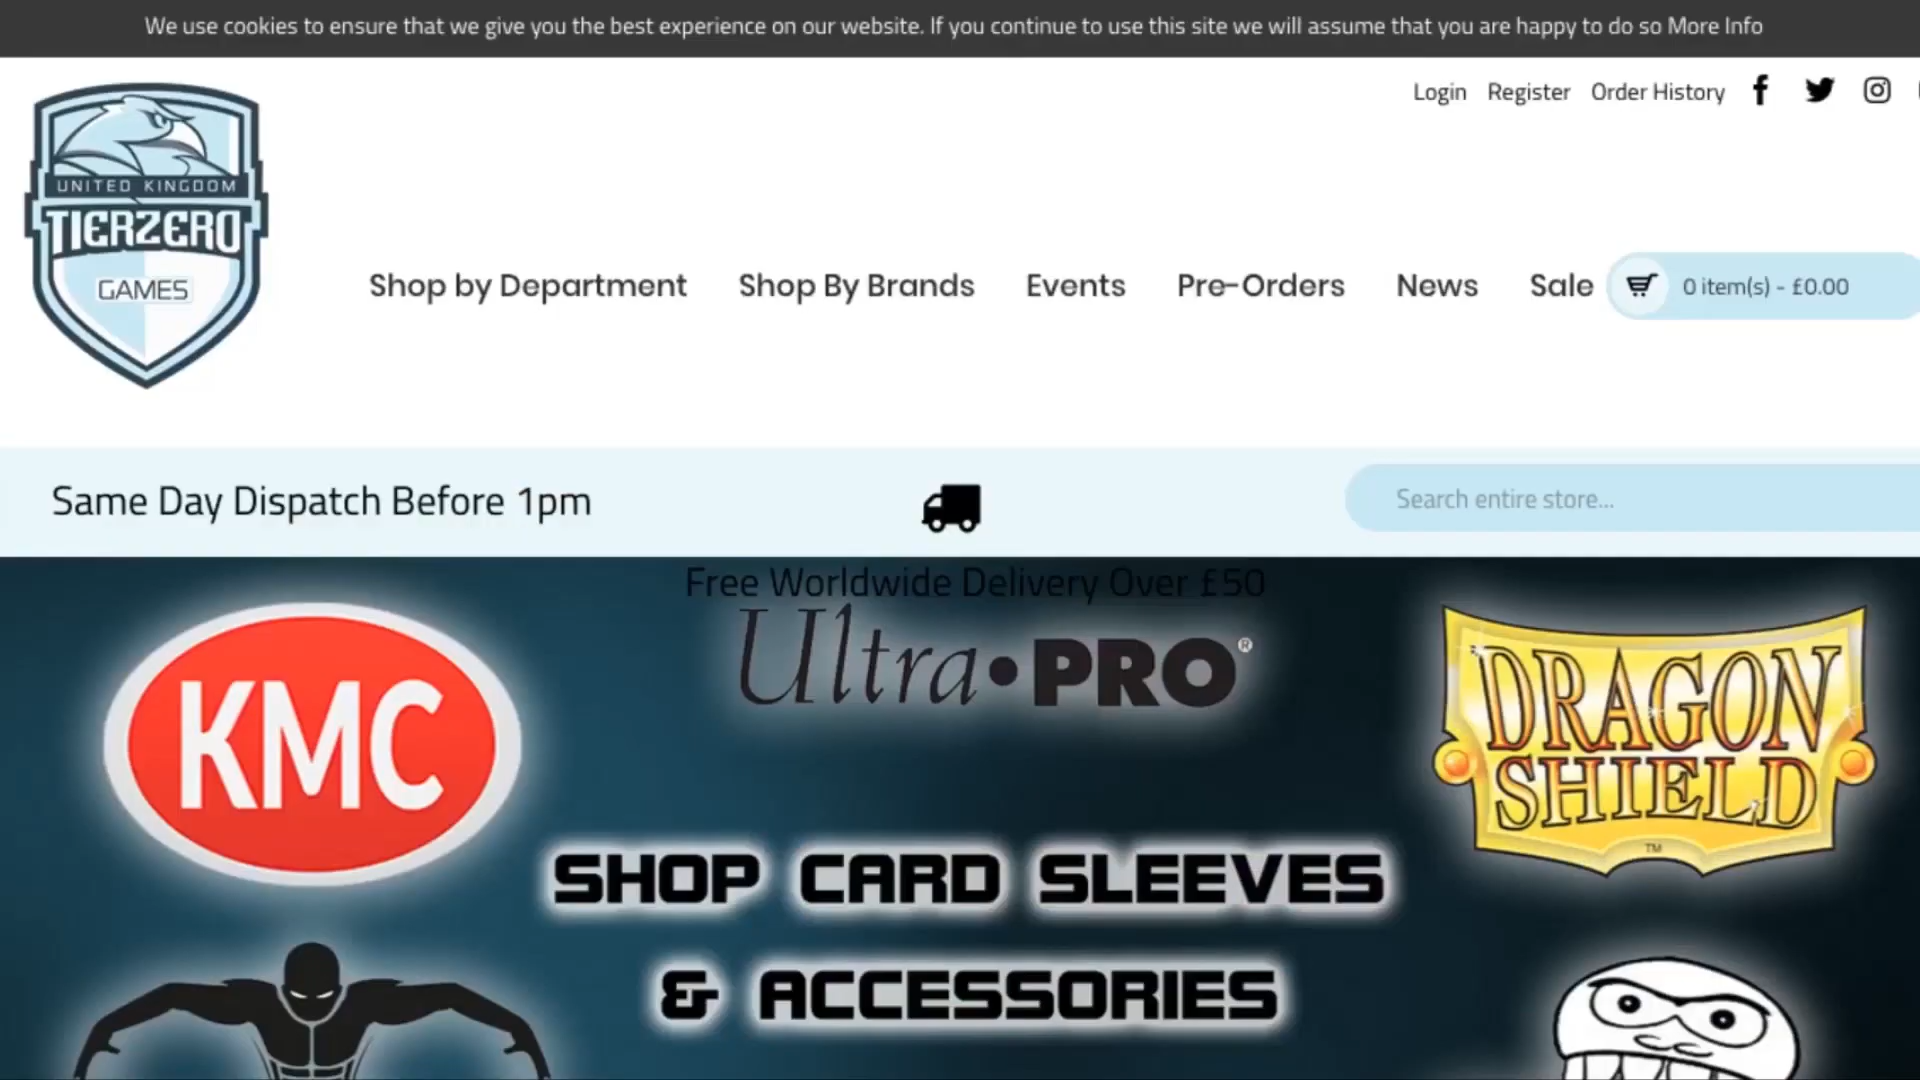 We use cookies to ensure that we give you the best experience on our website. If you continue to use this site we will assume that you are happy to do so More Info
Login Register Order History
UNITED KINGDOM
TIERZERO
GAMES
Shop by Department Shop By Brands Events Pre-Orders News Sale 0 item(s) - £0.00
Same Day Dispatch Before 1pm
Search entire store...
Free Worldwide Delivery Over £50
KMC
Ultra•PRO®
DRAGON
SHIELD
TM
SHOP CARD SLEEVES
& ACCESSORIES